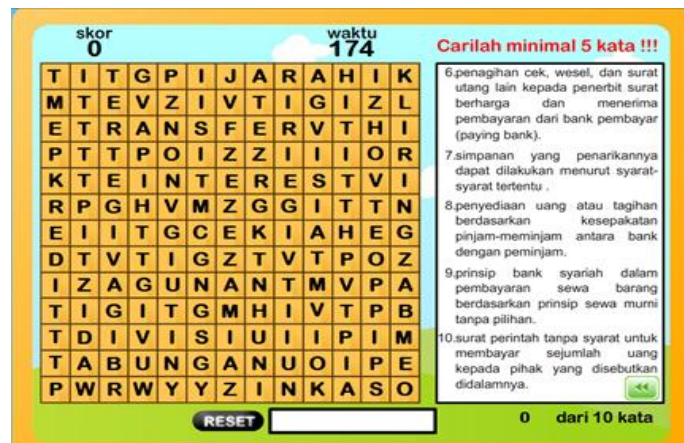 skor
0
waktu
174
Carilah minimal 5 kata !!!
T I T G P I J A R A H I K
M T E V Z I V T I G I Z L
E T R A N S F E R V T H I
P T T P O I Z Z I I I O R
K T E I N T E R E S T V I
R P G H V M Z G G I T T N
E I I T G C E K I A H E G
D T V T I G Z T V T P O Z
I Z A G U N A N T M V P A
T I G I T G M H I V T P B
T D I V I S I U I I P I M
T A B U N G A N U O I P E
P W R W Y Y Z I N K A S O
6.penagihan cek, wesel, dan surat
utang lain kepada penerbit surat
berharga dan menerima
pembayaran dari bank pembayar
(paying bank).
7.simpanan yang penarikannya
dapat dilakukan menurut syarat-
syarat tertentu .
8.penyediaan uang atau tagihan
berdasarkan kesepakatan
pinjam-meminjam antara bank
dengan peminjam.
9.prinsip bank syariah dalam
pembayaran sewa barang
berdasarkan prinsip sewa murni
tanpa pilihan.
10.surat perintah tanpa syarat untuk
membayar sejumlah uang
kepada pihak yang disebutkan
didalamnya.
RESET
0 dari 10 kata